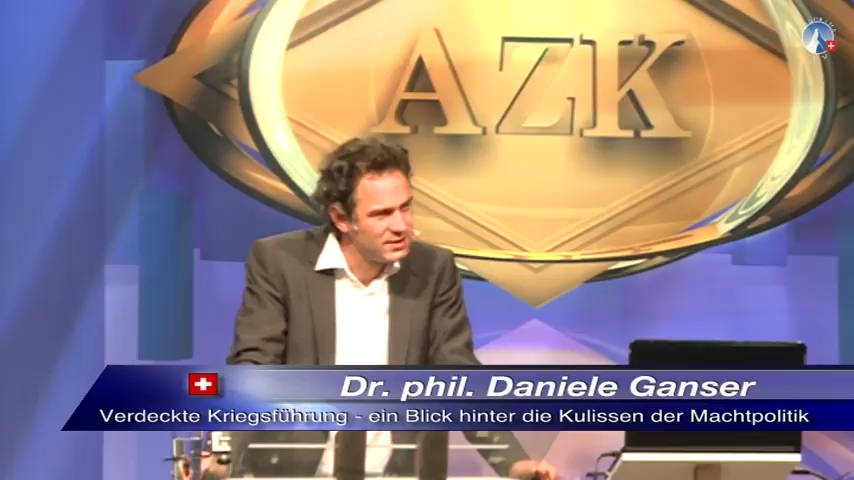 AZK
Dr. phil. Daniele Ganser
Verdeckte Kriegsführung - ein Blick hinter die Kulissen der Machtpolitik